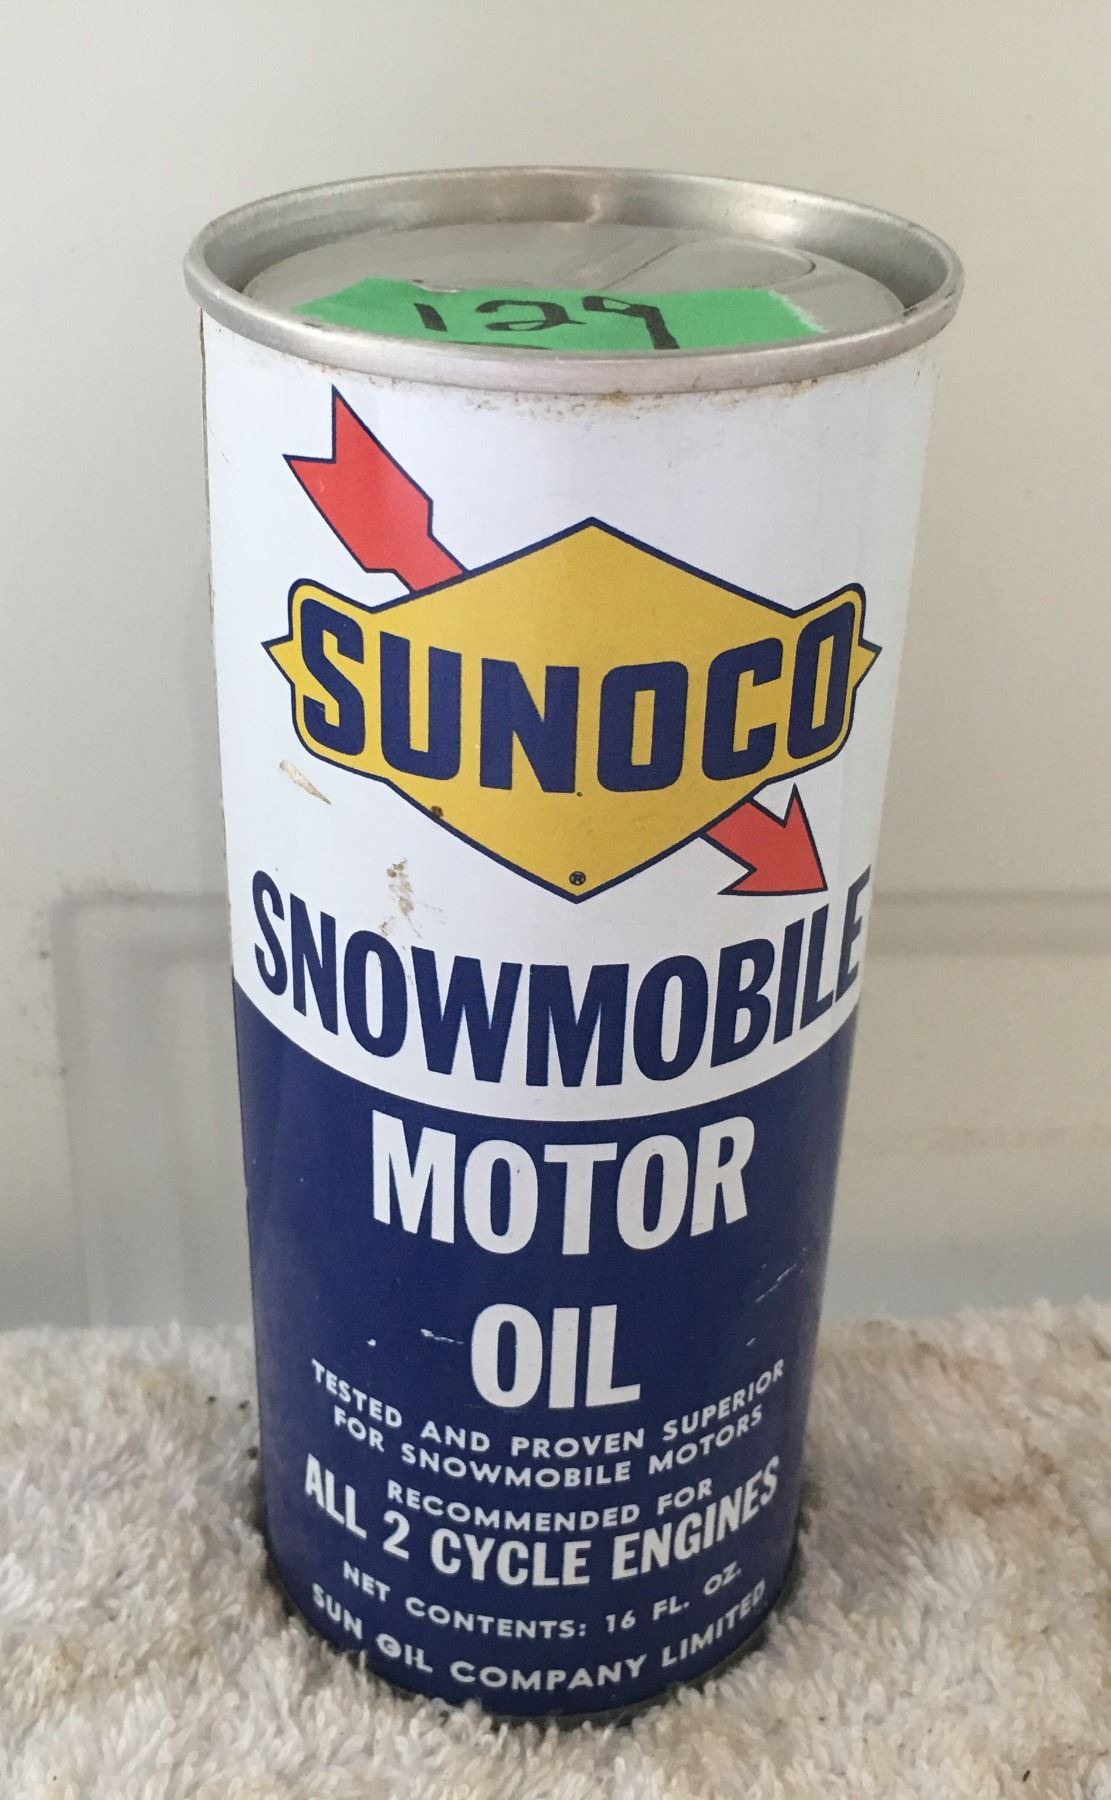 129
SUNOCO
®
SNOWMOBILE
MOTOR
OIL
TESTED AND PROVEN SUPERIOR
FOR SNOWMOBILE MOTORS
RECOMMENDED FOR
ALL 2 CYCLE ENGINES
NET CONTENTS: 16 FL. OZ.
SUN OIL COMPANY LIMITED